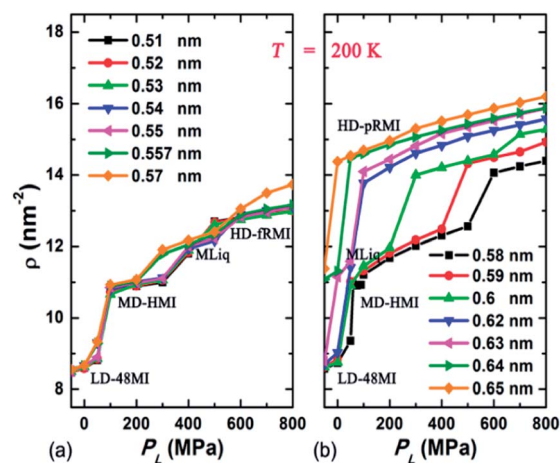 T = 200 K
ρ (nm⁻²)
18
16
14
12
10
8
0.51 nm
0.52 nm
0.53 nm
0.54 nm
0.55 nm
0.557 nm
0.57 nm
HD-fRMI
MLiq
MD-HMI
LD-48MI
0 200 400 600 800
(a) P_L (MPa)
HD-pRMI
MLiq
MD-HMI
LD-48MI
0.58 nm
0.59 nm
0.6 nm
0.62 nm
0.63 nm
0.64 nm
0.65 nm
0 200 400 600 800
(b) P_L (MPa)